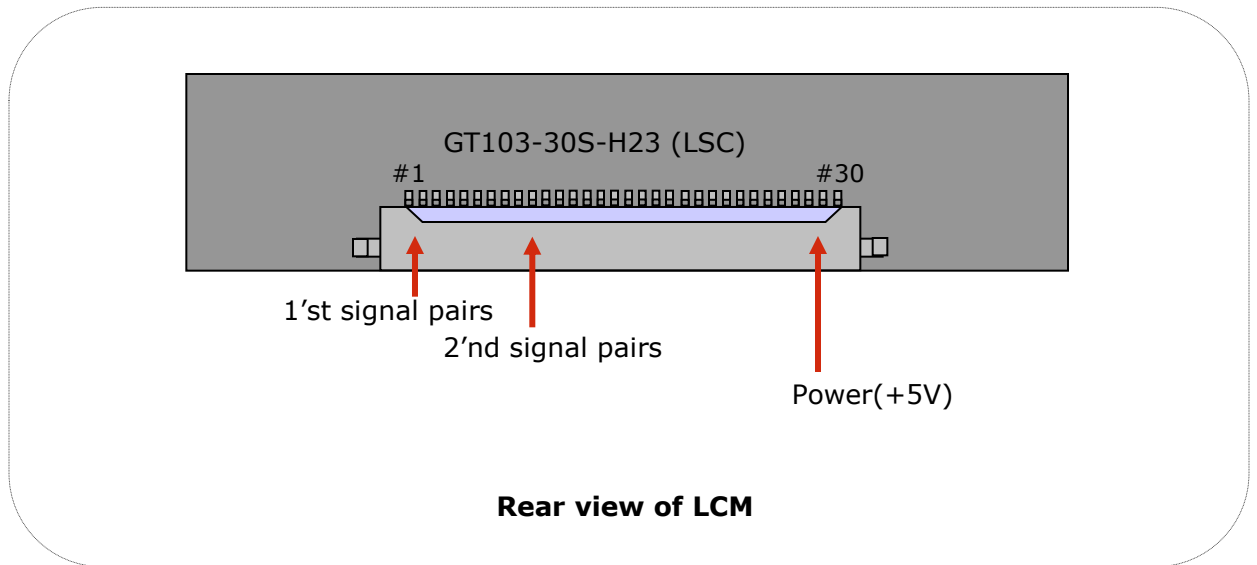 GT103-30S-H23 (LSC)
#1 #30
1’st signal pairs
2’nd signal pairs
Power(+5V)
Rear view of LCM